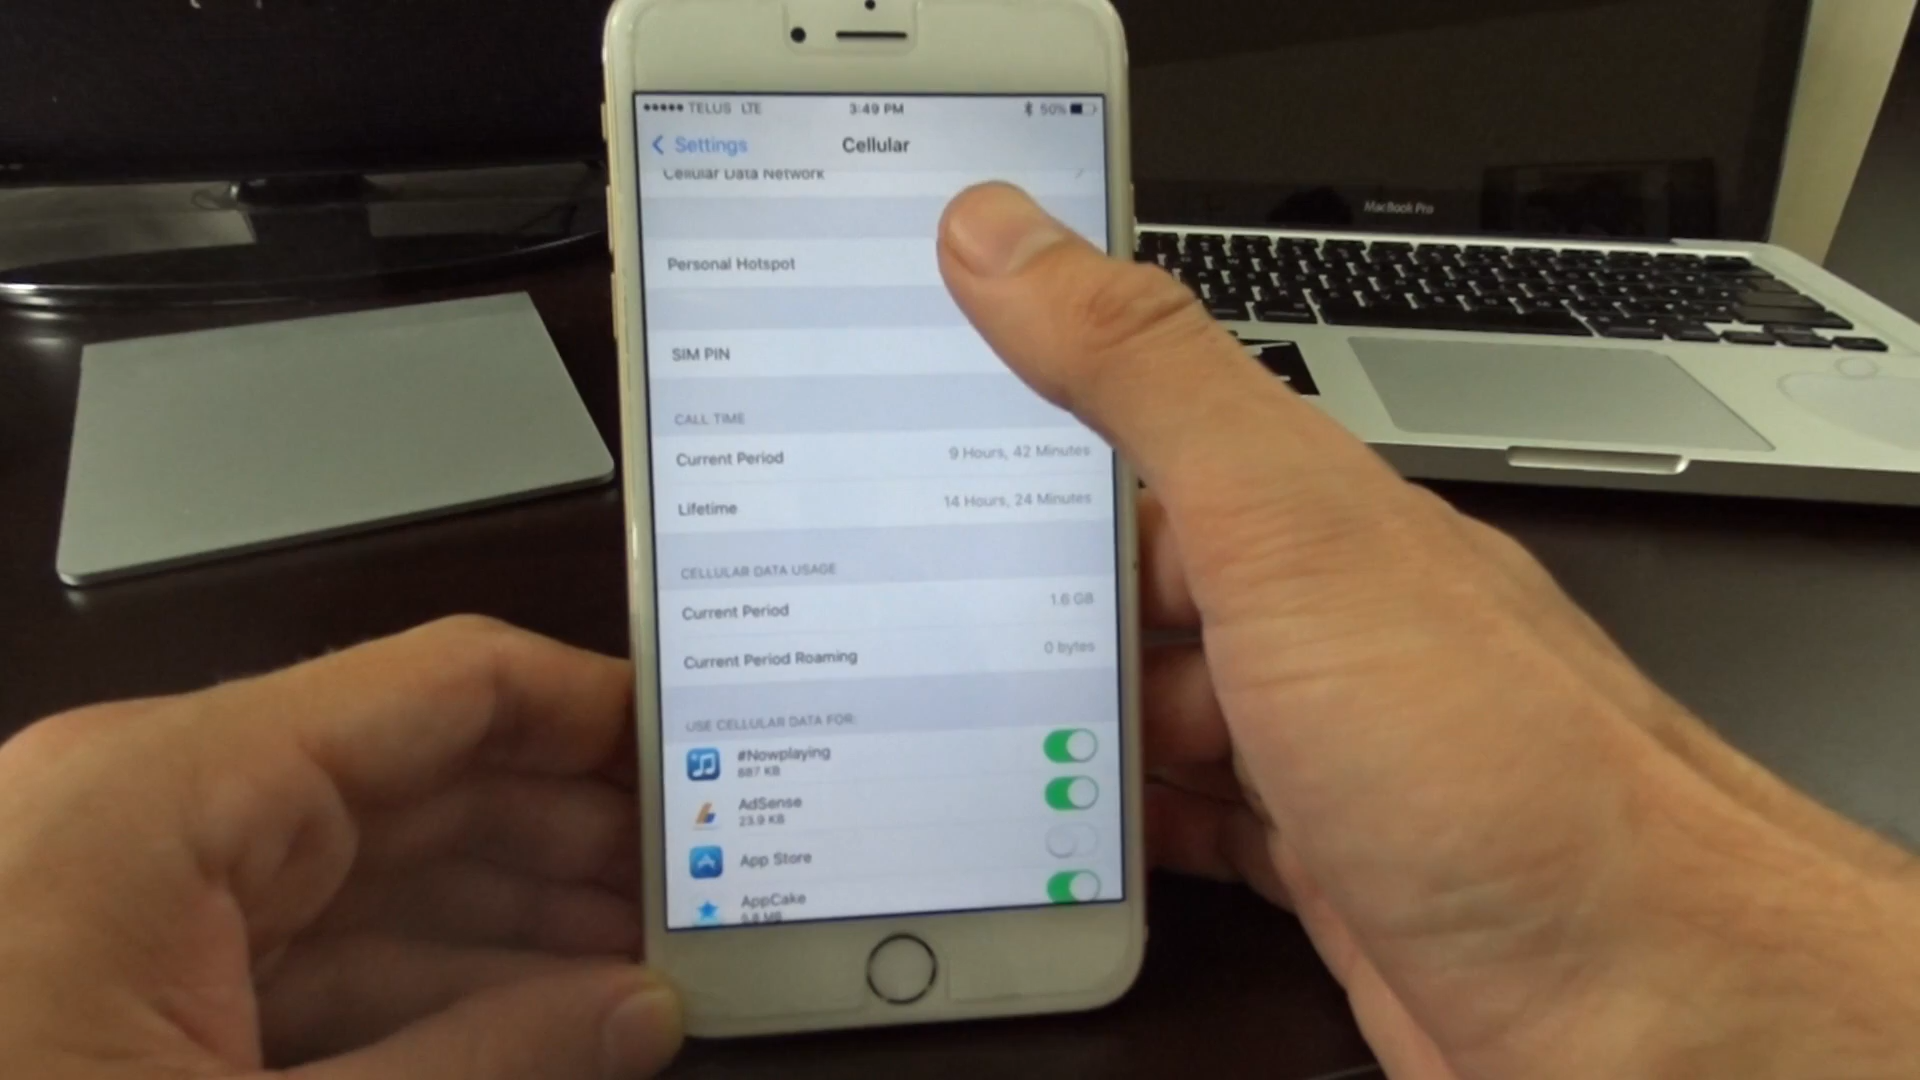 ●●●●● TELUS LTE 3:49 PM 50%
Settings Cellular
Cellular Data Network
Personal Hotspot
SIM PIN
CALL TIME
Current Period 9 Hours, 42 Minutes
Lifetime 14 Hours, 24 Minutes
CELLULAR DATA USAGE
Current Period 1.6 GB
Current Period Roaming 0 bytes
USE CELLULAR DATA FOR:
#Nowplaying
687 KB
AdSense
23.9 KB
App Store
AppCake
5.8 MB
MacBook Pro